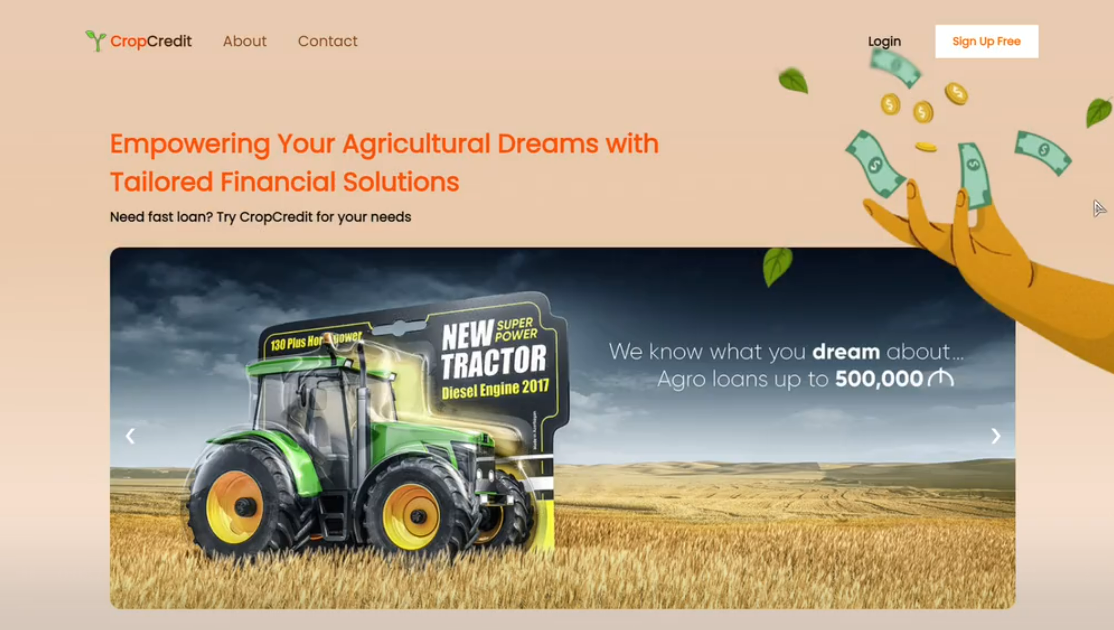 CropCredit
About
Contact
Login
Sign Up Free
Empowering Your Agricultural Dreams with
Tailored Financial Solutions
Need fast loan? Try CropCredit for your needs
130 Plus Horsepower
NEW SUPER POWER
TRACTOR
Diesel Engine 2017
We know what you dream about...
Agro loans up to 500,000 ₼